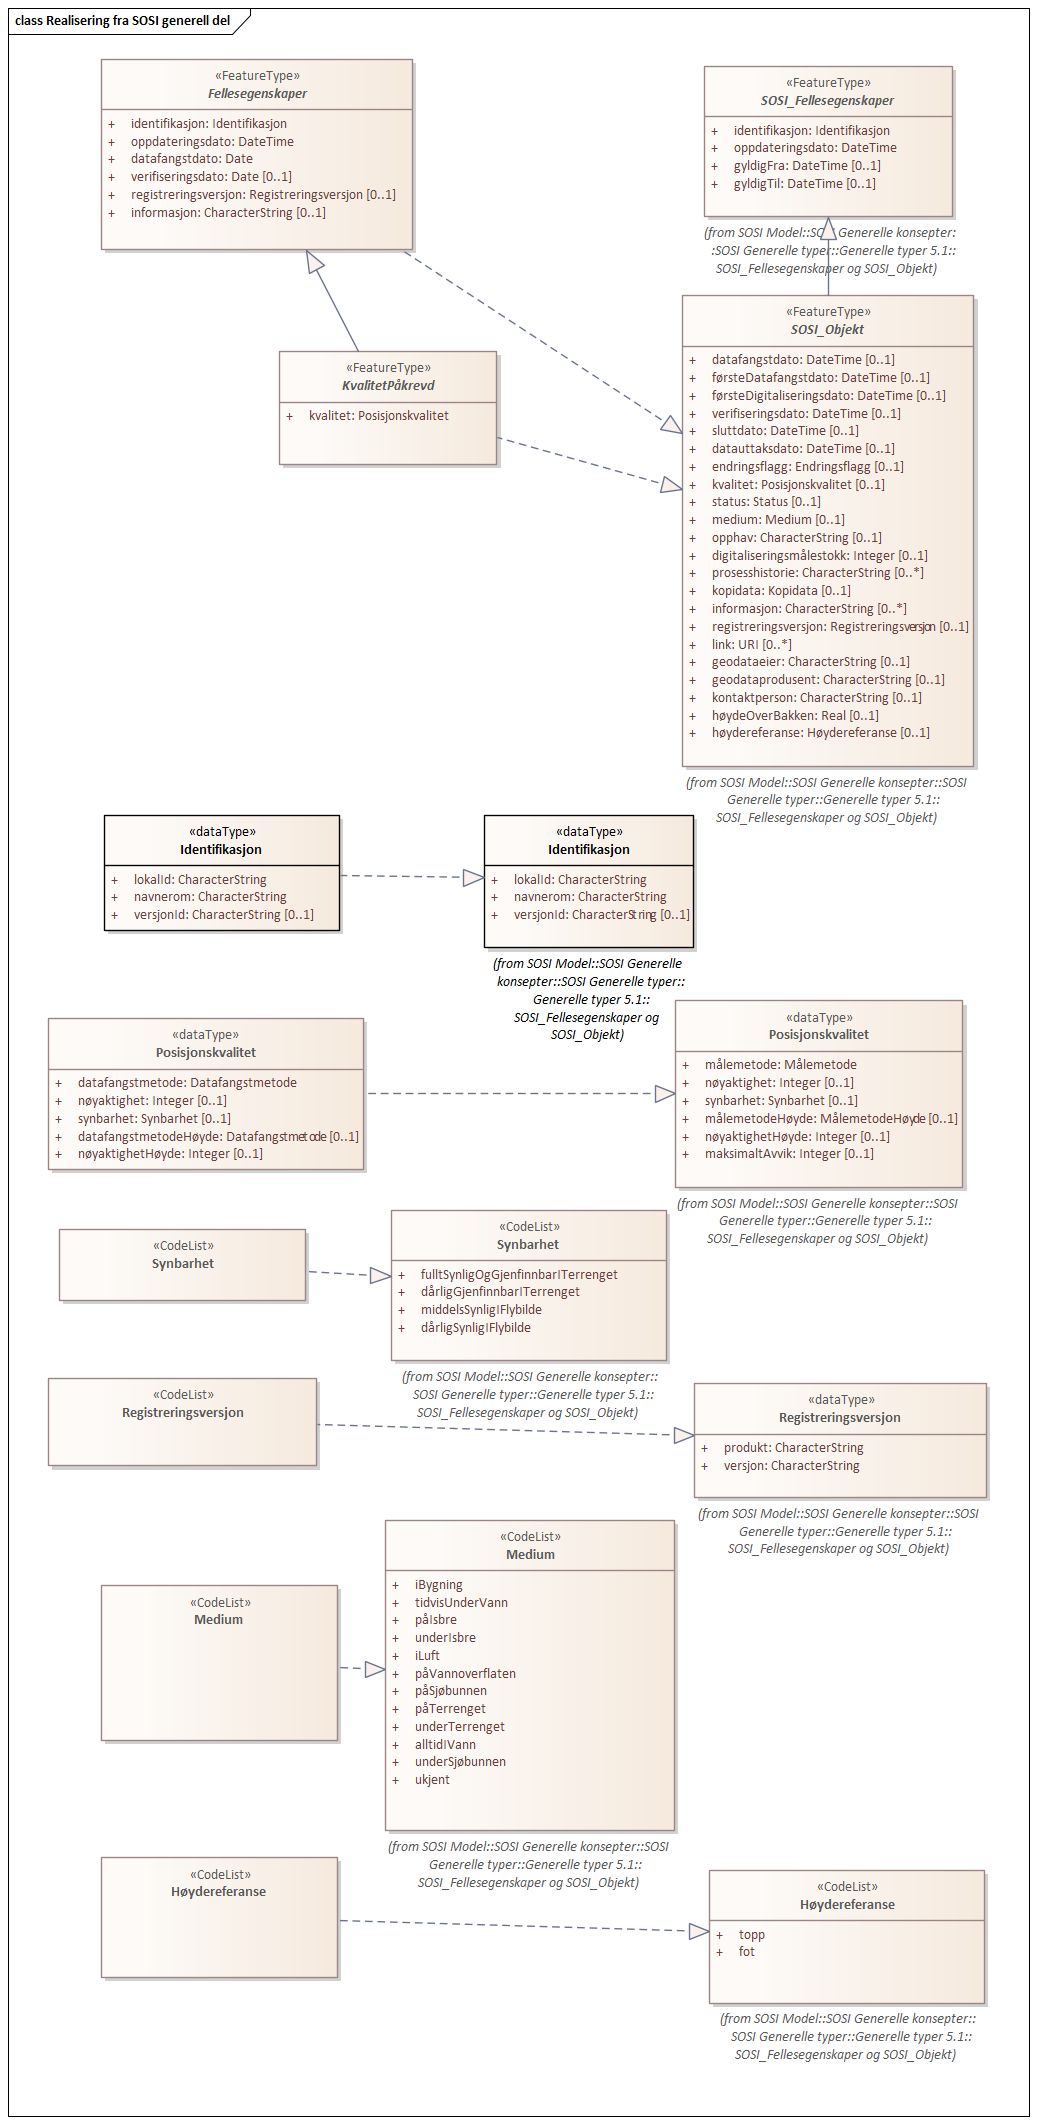 class Realisering fra SOSI generell del
«FeatureType»
Fellesegenskaper
+ identifikasjon: Identifikasjon
+ oppdateringsdato: DateTime
+ datafangstdato: Date
+ verifiseringsdato: Date [0..1]
+ registreringsversjon: Registreringsversjon [0..1]
+ informasjon: CharacterString [0..1]
«FeatureType»
SOSI_Fellesegenskaper
+ identifikasjon: Identifikasjon
+ oppdateringsdato: DateTime
+ gyldigFra: DateTime [0..1]
+ gyldigTil: DateTime [0..1]
(from SOSI Model::SOSI Generelle konsepter:
:SOSI Generelle typer::Generelle typer 5.1::
SOSI_Fellesegenskaper og SOSI_Objekt)
«FeatureType»
KvalitetPåkrevd
+ kvalitet: Posisjonskvalitet
«FeatureType»
SOSI_Objekt
+ datafangstdato: DateTime [0..1]
+ førsteDatafangstdato: DateTime [0..1]
+ førsteDigitaliseringsdato: DateTime [0..1]
+ verifiseringsdato: DateTime [0..1]
+ sluttdato: DateTime [0..1]
+ datauttaksdato: DateTime [0..1]
+ endringsflagg: Endringsflagg [0..1]
+ kvalitet: Posisjonskvalitet [0..1]
+ status: Status [0..1]
+ medium: Medium [0..1]
+ opphav: CharacterString [0..1]
+ digitaliseringsmålestokk: Integer [0..1]
+ prosesshistorie: CharacterString [0..*]
+ kopidata: Kopidata [0..1]
+ informasjon: CharacterString [0..*]
+ registreringsversjon: Registreringsversjon [0..1]
+ link: URI [0..*]
+ geodataeier: CharacterString [0..1]
+ geodataprodusent: CharacterString [0..1]
+ kontaktperson: CharacterString [0..1]
+ høydeOverBakken: Real [0..1]
+ høydereferanse: Høydereferanse [0..1]
(from SOSI Model::SOSI Generelle konsepter::SOSI
Generelle typer::Generelle typer 5.1::
SOSI_Fellesegenskaper og SOSI_Objekt)
«dataType»
Identifikasjon
+ lokalId: CharacterString
+ navnerom: CharacterString
+ versjonId: CharacterString [0..1]
«dataType»
Identifikasjon
+ lokalId: CharacterString
+ navnerom: CharacterString
+ versjonId: CharacterString [0..1]
(from SOSI Model::SOSI Generelle
konsepter::SOSI Generelle typer::
Generelle typer 5.1::
SOSI_Fellesegenskaper og
SOSI_Objekt)
«dataType»
Posisjonskvalitet
+ datafangstmetode: Datafangstmetode
+ nøyaktighet: Integer [0..1]
+ synbarhet: Synbarhet [0..1]
+ datafangstmetodeHøyde: Datafangstmetode [0..1]
+ nøyaktighetHøyde: Integer [0..1]
«dataType»
Posisjonskvalitet
+ målemetode: Målemetode
+ nøyaktighet: Integer [0..1]
+ synbarhet: Synbarhet [0..1]
+ målemetodeHøyde: MålemetodeHøyde [0..1]
+ nøyaktighetHøyde: Integer [0..1]
+ maksimaltAvvik: Integer [0..1]
(from SOSI Model::SOSI Generelle konsepter::SOSI
Generelle typer::Generelle typer 5.1::
SOSI_Fellesegenskaper og SOSI_Objekt)
«CodeList»
Synbarhet
«CodeList»
Synbarhet
+ fulltSynligOgGjenfinnbarITerrenget
+ dårligGjenfinnbarITerrenget
+ middelsSynligIFlybilde
+ dårligSynligIFlybilde
(from SOSI Model::SOSI Generelle konsepter::
SOSI Generelle typer::Generelle typer 5.1::
SOSI_Fellesegenskaper og SOSI_Objekt)
«CodeList»
Registreringsversjon
«dataType»
Registreringsversjon
+ produkt: CharacterString
+ versjon: CharacterString
(from SOSI Model::SOSI Generelle konsepter::SOSI
Generelle typer::Generelle typer 5.1::
SOSI_Fellesegenskaper og SOSI_Objekt)
«CodeList»
Medium
«CodeList»
Medium
+ iBygning
+ tidvisUnderVann
+ påIsbre
+ underIsbre
+ iLuft
+ påVannoverflaten
+ påSjøbunnen
+ påTerrenget
+ underTerrenget
+ alltidIVann
+ underSjøbunnen
+ ukjent
(from SOSI Model::SOSI Generelle konsepter::SOSI
Generelle typer::Generelle typer 5.1::
SOSI_Fellesegenskaper og SOSI_Objekt)
«CodeList»
Høydereferanse
«CodeList»
Høydereferanse
+ topp
+ fot
(from SOSI Model::SOSI Generelle konsepter::
SOSI Generelle typer::Generelle typer 5.1::
SOSI_Fellesegenskaper og SOSI_Objekt)